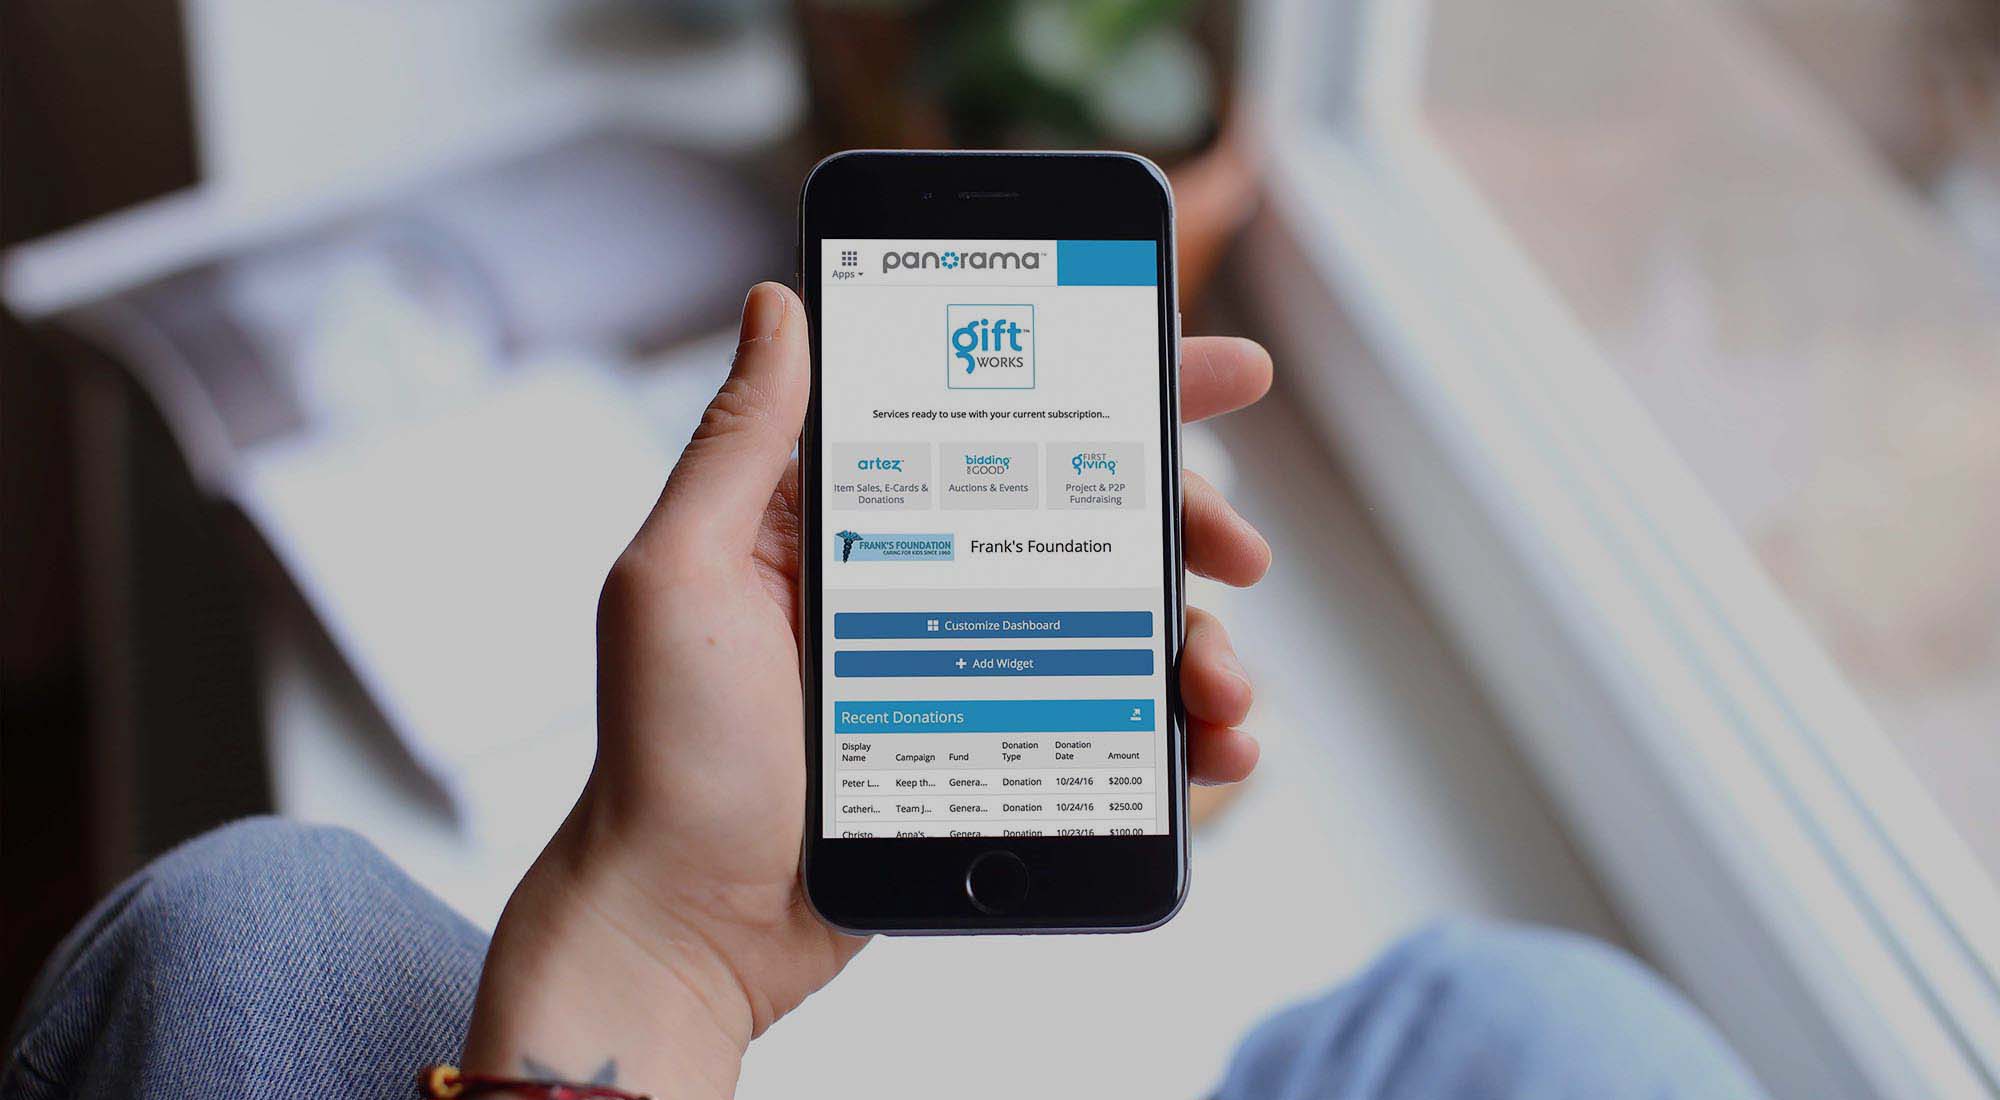 Apps
panorama™
gift™
WORKS
Services ready to use with your current subscription...
artez™
Item Sales, E-Cards &
Donations
bidding
FOR GOOD
Auctions & Events
FIRST
giving
Project & P2P
Fundraising
FRANK'S FOUNDATION
CARING FOR KIDS SINCE 1960
Frank's Foundation
Customize Dashboard
Add Widget
Recent Donations
Display Name Campaign Fund Donation Type Donation Date Amount
Peter L... Keep th... Genera... Donation 10/24/16 $200.00
Catheri... Team J... Genera... Donation 10/24/16 $250.00
Christo... Anna's... Genera... Donation 10/23/16 $100.00